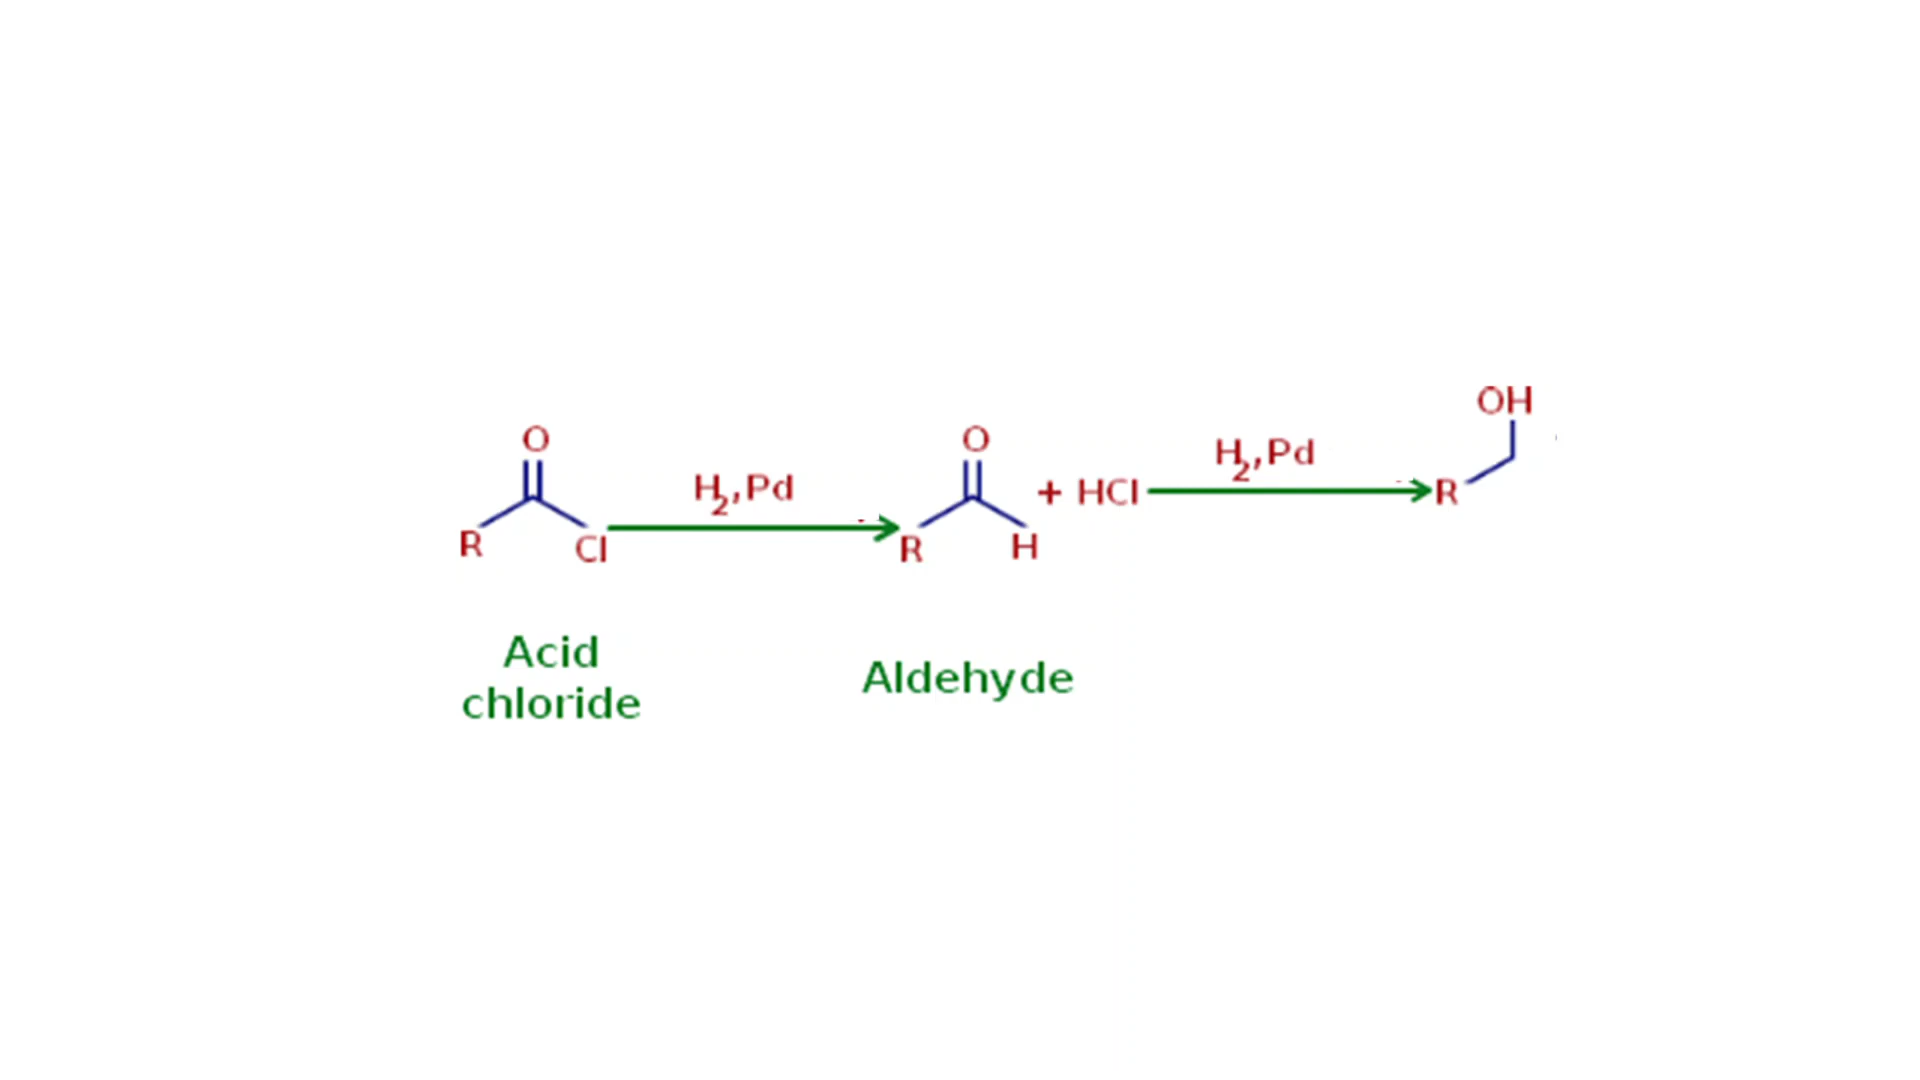 O
R
Cl
H2,Pd
O
R
H
+ HCl
H2,Pd
OH
R
Acid
chloride
Aldehyde